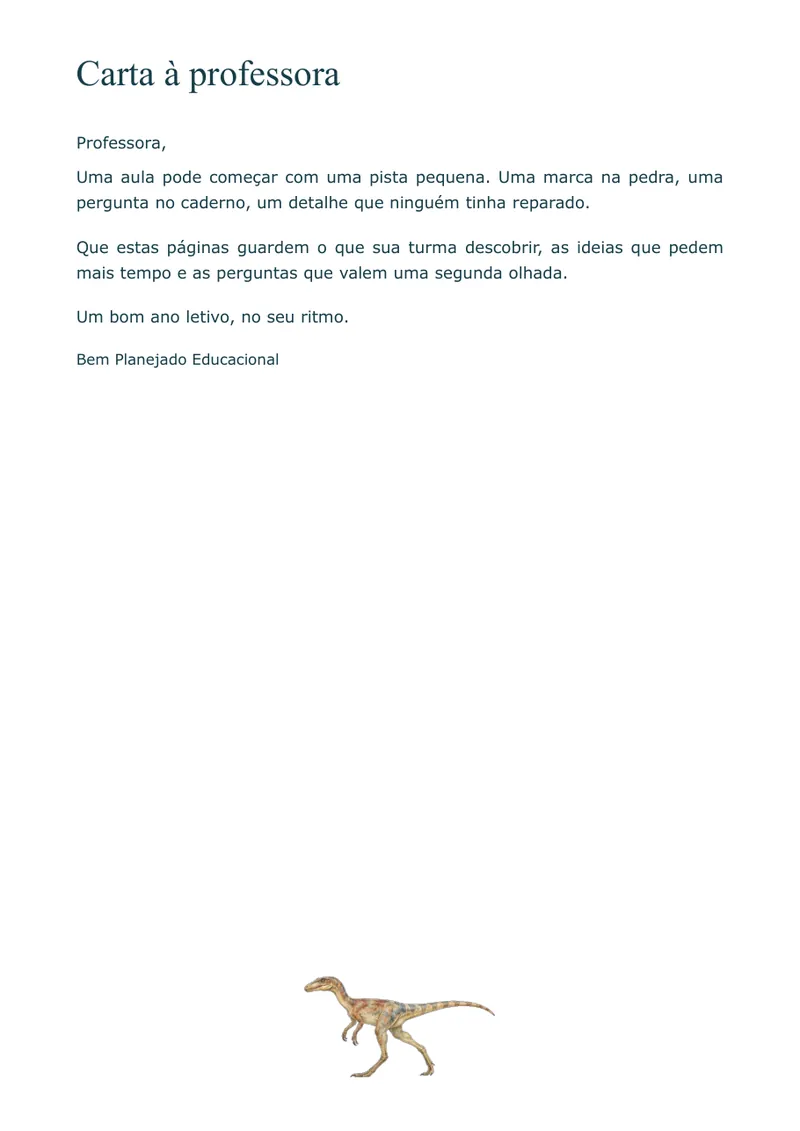 Carta à professora
Professora,
Uma aula pode começar com uma pista pequena. Uma marca na pedra, uma
pergunta no caderno, um detalhe que ninguém tinha reparado.
Que estas páginas guardem o que sua turma descobrir, as ideias que pedem
mais tempo e as perguntas que valem uma segunda olhada.
Um bom ano letivo, no seu ritmo.
Bem Planejado Educacional